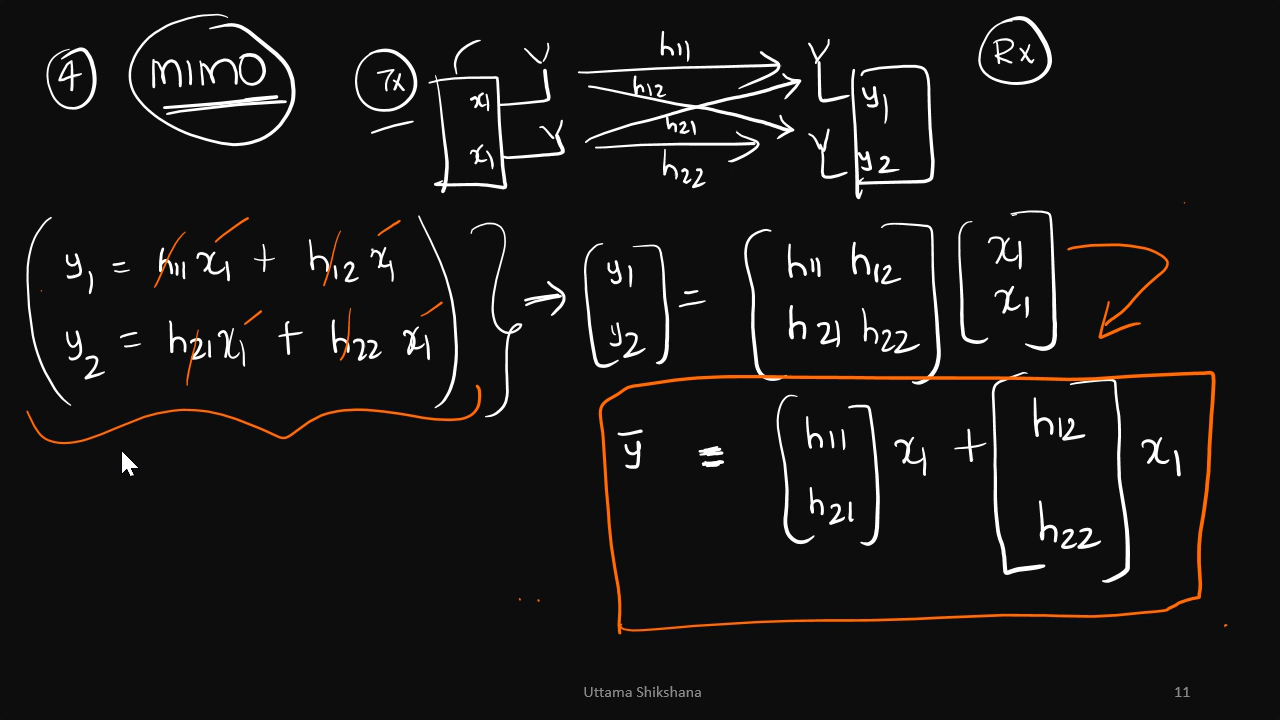 4 MIMO Tx x1 x1 h11 h12 h21 h22 y1 y2 Rx
y1 = h11 x1 + h12 x1
y2 = h21 x1 + h22 x1
⇒ [y1 y2] = [h11 h12 h21 h22] [x1 x1]
ȳ = [h11 h21] x1 + [h12 h22] x1
Uttama Shikshana 11